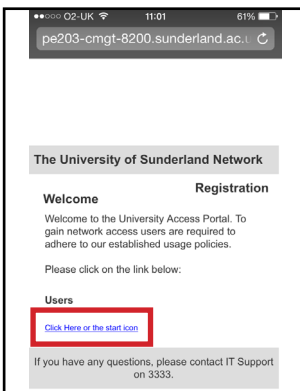 O2-UK 11:01 61%
pe203-cmgt-8200.sunderland.ac.u
The University of Sunderland Network
Registration
Welcome
Welcome to the University Access Portal. To
gain network access users are required to
adhere to our established usage policies.
Please click on the link below:
Users
Click Here or the start icon
If you have any questions, please contact IT Support
on 3333.